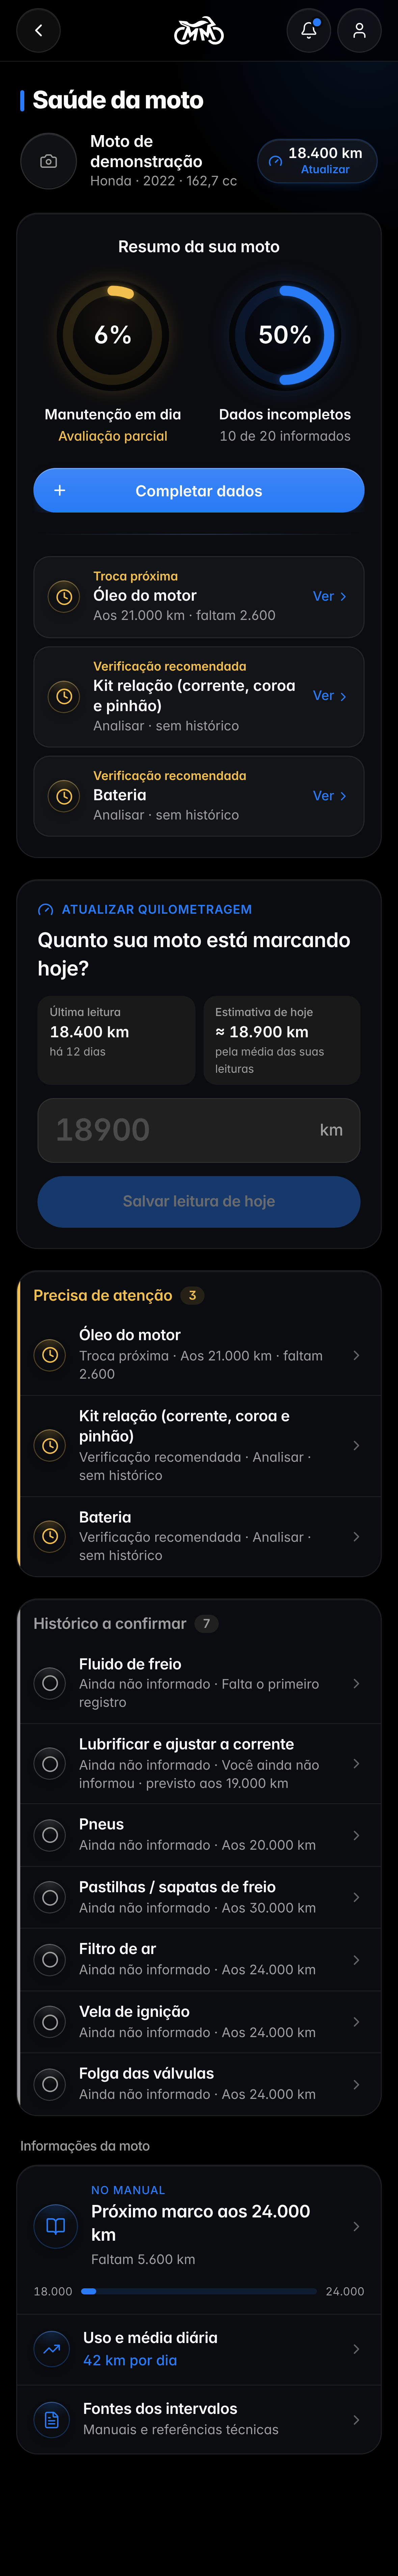 Saúde da moto
Moto de
demonstração
Honda · 2022 · 162,7 cc
18.400 km
Atualizar
Resumo da sua moto
6%
50%
Manutenção em dia
Avaliação parcial
Dados incompletos
10 de 20 informados
Completar dados
Troca próxima
Óleo do motor
Aos 21.000 km · faltam 2.600
Ver
Verificação recomendada
Kit relação (corrente, coroa
e pinhão)
Analisar · sem histórico
Ver
Verificação recomendada
Bateria
Analisar · sem histórico
Ver
ATUALIZAR QUILOMETRAGEM
Quanto sua moto está marcando
hoje?
Última leitura
18.400 km
há 12 dias
Estimativa de hoje
≈ 18.900 km
pela média das suas
leituras
18900
km
Salvar leitura de hoje
Precisa de atenção 3
Óleo do motor
Troca próxima · Aos 21.000 km · faltam
2.600
Kit relação (corrente, coroa e
pinhão)
Verificação recomendada · Analisar ·
sem histórico
Bateria
Verificação recomendada · Analisar ·
sem histórico
Histórico a confirmar 7
Fluido de freio
Ainda não informado · Falta o primeiro
registro
Lubrificar e ajustar a corrente
Ainda não informado · Você ainda não
informou · previsto aos 19.000 km
Pneus
Ainda não informado · Aos 20.000 km
Pastilhas / sapatas de freio
Ainda não informado · Aos 30.000 km
Filtro de ar
Ainda não informado · Aos 24.000 km
Vela de ignição
Ainda não informado · Aos 24.000 km
Folga das válvulas
Ainda não informado · Aos 24.000 km
Informações da moto
NO MANUAL
Próximo marco aos 24.000
km
Faltam 5.600 km
18.000
24.000
Uso e média diária
42 km por dia
Fontes dos intervalos
Manuais e referências técnicas